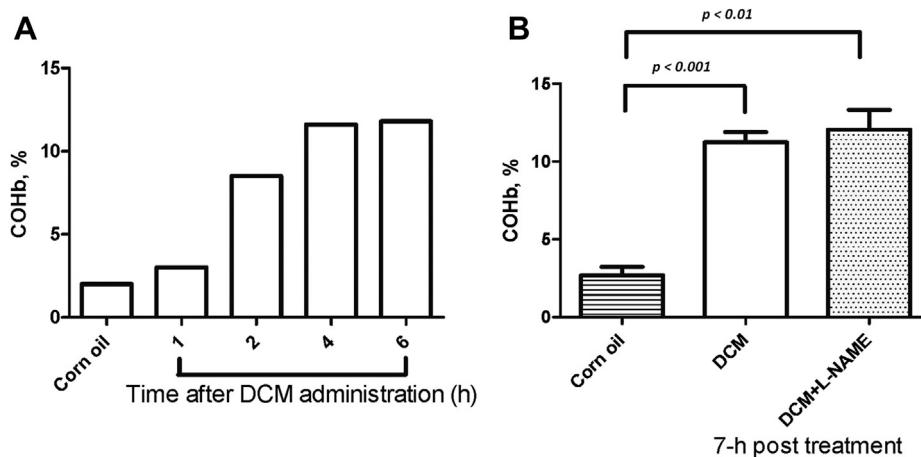 A
COHb, %
15
10
5
0
Corn oil
1
2
4
6
Time after DCM administration (h)
B
p < 0.01
p < 0.001
COHb, %
15
10
5
0
Corn oil
DCM
DCM+L-NAME
7-h post treatment